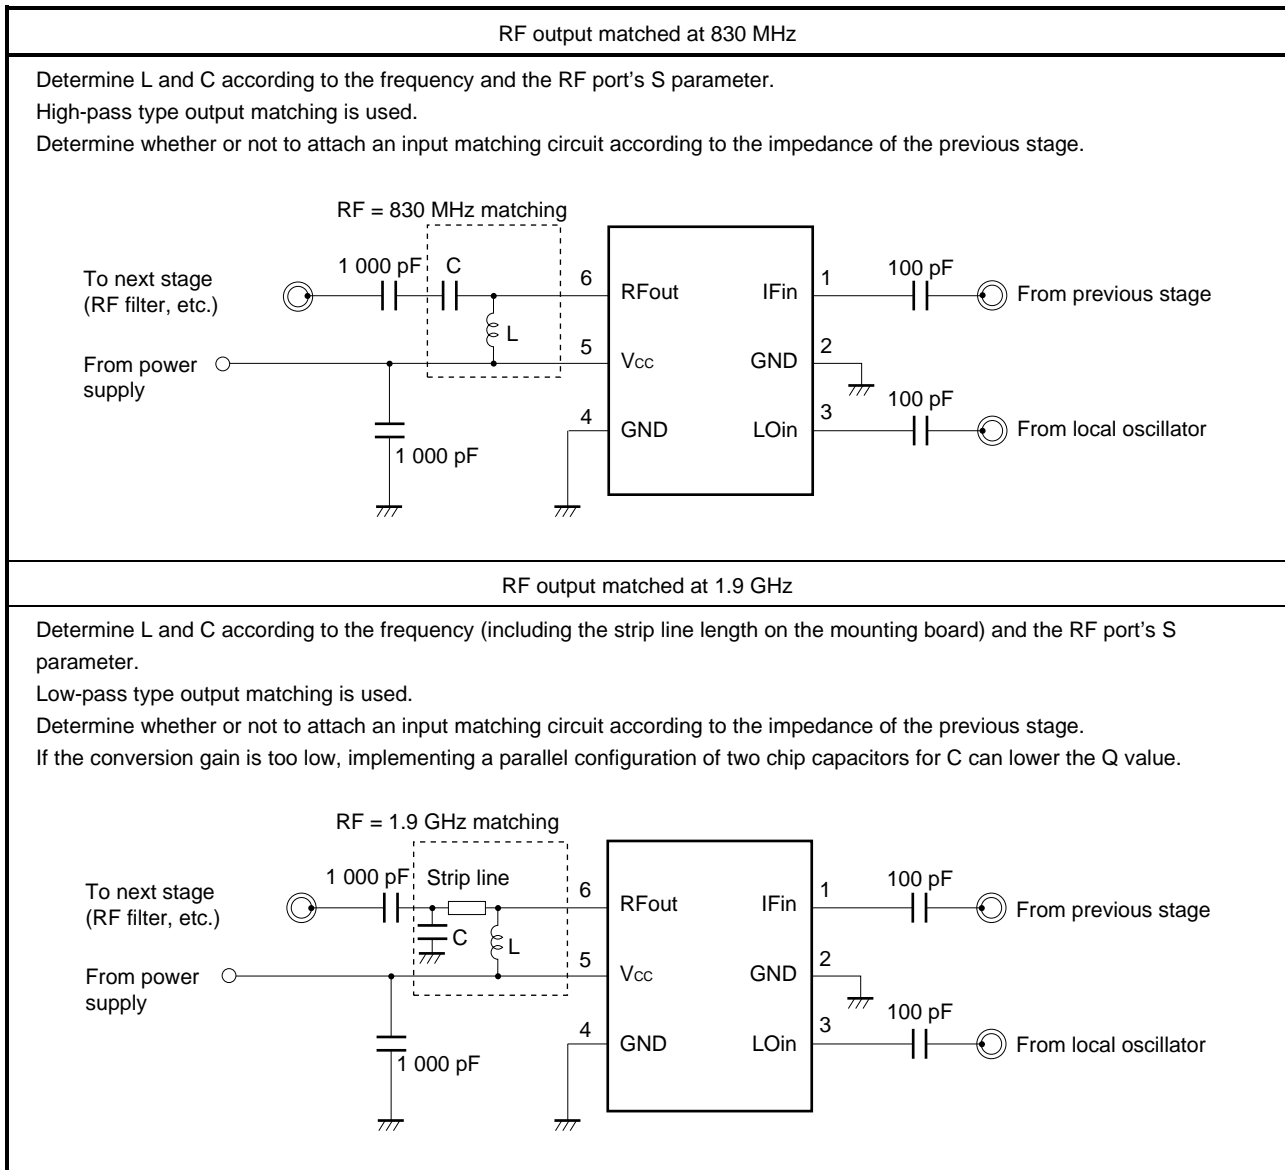 RF output matched at 830 MHz
Determine L and C according to the frequency and the RF port's S parameter.
High-pass type output matching is used.
Determine whether or not to attach an input matching circuit according to the impedance of the previous stage.
RF = 830 MHz matching
To next stage
(RF filter, etc.)
1 000 pF
C
L
6
RFout
IFin
1
100 pF
From previous stage
From power
supply
5
Vcc
GND
2
1 000 pF
4
GND
LOin
3
100 pF
From local oscillator
RF output matched at 1.9 GHz
Determine L and C according to the frequency (including the strip line length on the mounting board) and the RF port's S
parameter.
Low-pass type output matching is used.
Determine whether or not to attach an input matching circuit according to the impedance of the previous stage.
If the conversion gain is too low, implementing a parallel configuration of two chip capacitors for C can lower the Q value.
RF = 1.9 GHz matching
To next stage
(RF filter, etc.)
1 000 pF
Strip line
C
L
6
RFout
IFin
1
100 pF
From previous stage
From power
supply
5
Vcc
GND
2
1 000 pF
4
GND
LOin
3
100 pF
From local oscillator